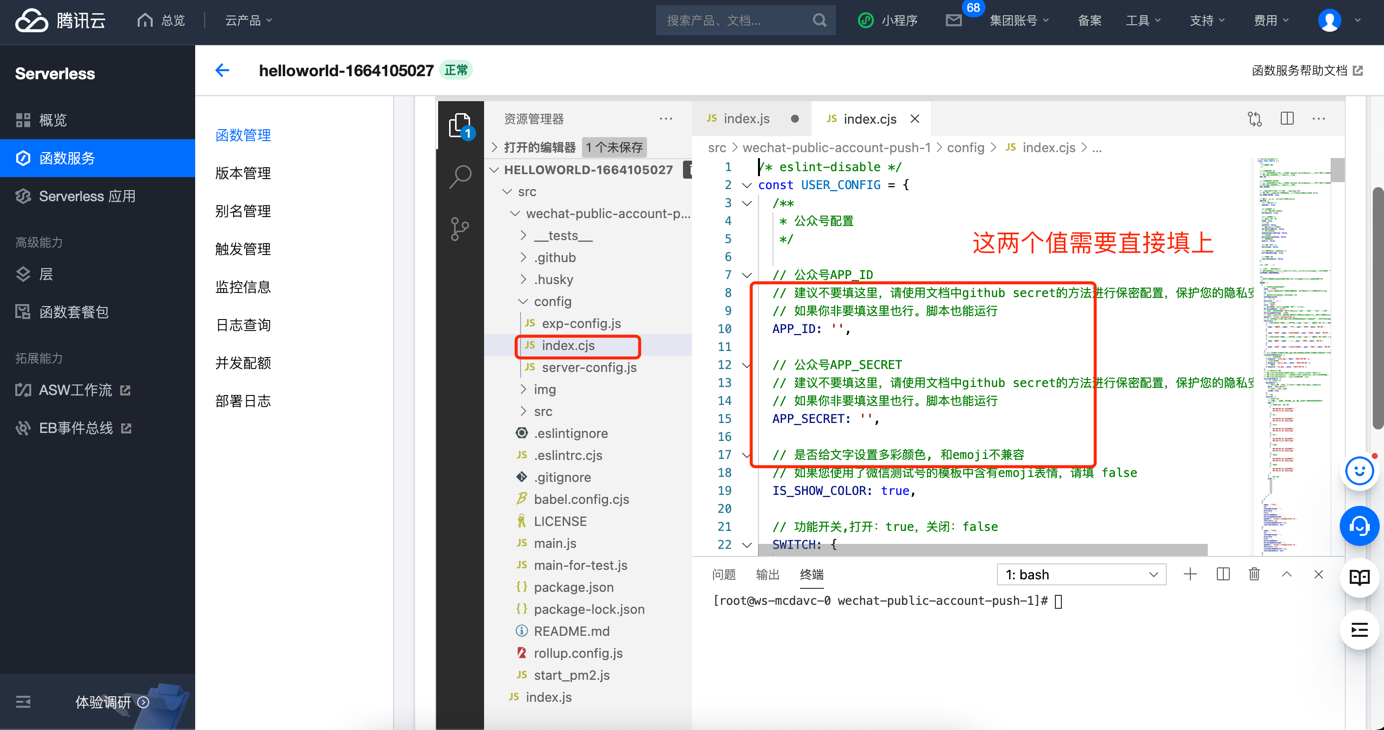 腾讯云
总览
云产品
搜索产品、文档...
小程序
68
集团账号
备案
工具
支持
费用
Serverless
helloworld-1664105027
正常
函数服务帮助文档
概览
函数服务
Serverless 应用
高级能力
层
函数套餐包
拓展能力
ASW工作流
EB事件总线
体验调研
函数管理
版本管理
别名管理
触发管理
监控信息
日志查询
并发配额
部署日志
1
资源管理器
打开的编辑器
1 个未保存
HELLOWORLD-1664105027
src
wechat-public-account-p...
__tests__
.github
.husky
config
JS exp-config.js
JS index.cjs
JS server-config.js
img
src
.eslintignore
JS .eslintrc.cjs
.gitignore
babel.config.cjs
LICENSE
JS main.js
JS main-for-test.js
{ } package.json
{ } package-lock.json
README.md
rollup.config.js
JS start_pm2.js
JS index.js
JS index.js
JS index.cjs
src > wechat-public-account-push-1 > config > JS index.cjs > ...
1 /* eslint-disable */
2 const USER_CONFIG = {
3 /**
4 * 公众号配置
5 */
这两个值需要直接填上
6
7 // 公众号APP_ID
8 // 建议不要填这里，请使用文档中github secret的方法进行保密配置，保护您的隐私安
9 // 如果你非要填这里也行。脚本也能运行
10 APP_ID: '',
11
12 // 公众号APP_SECRET
13 // 建议不要填这里，请使用文档中github secret的方法进行保密配置，保护您的隐私安
14 // 如果你非要填这里也行。脚本也能运行
15 APP_SECRET: '',
16
17 // 是否给文字设置多彩颜色, 和emoji不兼容
18 // 如果您使用了微信测试号的模板中含有emoji表情，请填 false
19 IS_SHOW_COLOR: true,
20
21 // 功能开关,打开：true，关闭：false
22 SWITCH: {
问题
输出
终端
1: bash
[root@ws-mcdavc-0 wechat-public-account-push-1]#